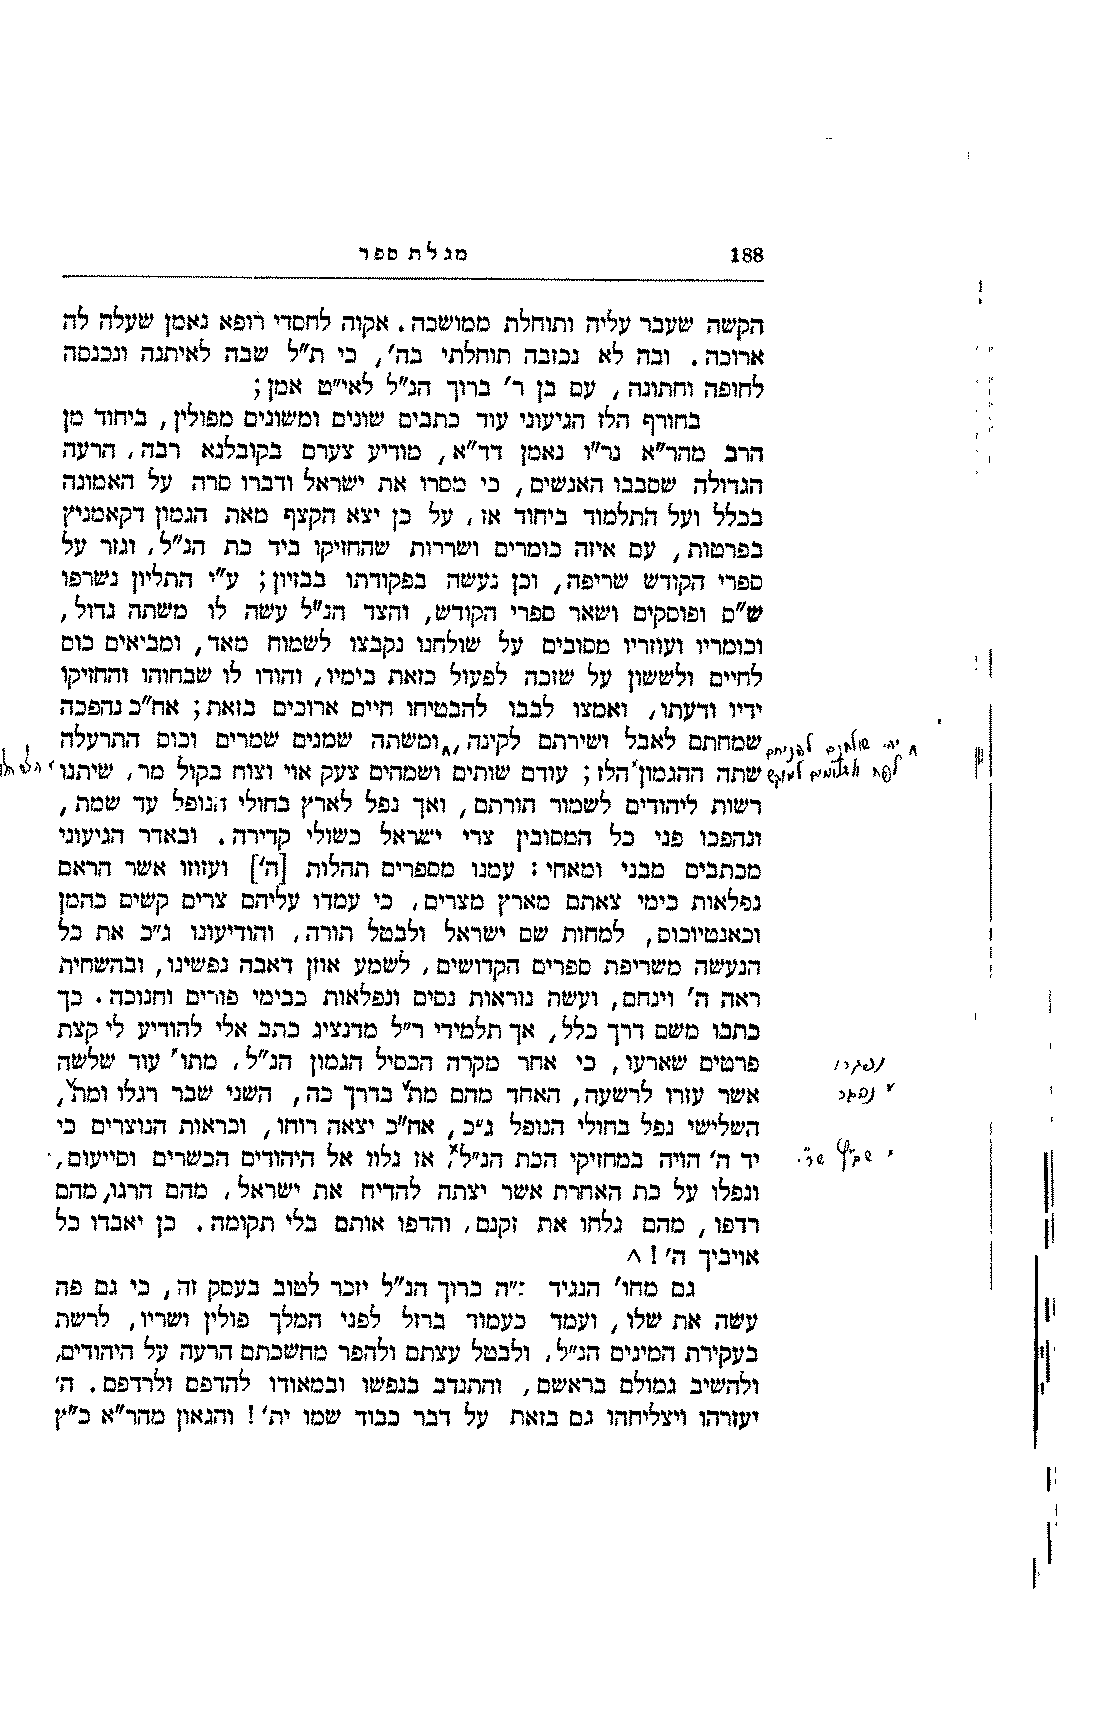 188 מגלת ספר
הקשה שעבר עליה ותוחלת ממושכה. אקוה לחסדי רופא נאמן שעלה לה
ארוכה. ובה לא נכזבה תוחלתי בה', כי ת"ל שבה לאיתנה ונכנסה
לחופה וחתונה, עם בן ר' ברוך הנ"ל לאי"ט אמן;
בחורף הלז הגיעוני עוד כתבים שונים ומשונים מפולין, ביחוד מן
הרב מהר"א נר"ו נאמן דד"א, מודיע צערם בקובלנא רבה, הרעה
הגדולה שסבבו האנשים, כי מסרו את ישראל ודברו סרה על האמונה
בכלל ועל התלמוד ביחוד אז, על כן יצא הקצף מאת הגמון דקאמניץ
בפרטות, עם איזה כומרים ושררות שהחזיקו ביד כת הנ"ל, וגזר על
ספרי הקודש שריפה, וכן נעשה בפקודתו בבזיון; ע"י התליון נשרפו
ש"ס ופוסקים ושאר ספרי הקודש, והצד הנ"ל עשה לו משתה גדול,
וכומריו ועוזריו מסובים על שולחנו נקבצו לשמוח מאד, ומביאים כוס
לחיים ולששון על שזכה לפעול כזאת בימיו, והודו לו שבחוהו והחזיקו
ידיו ודעתו, ואמצו לבבו להבטיחו חיים ארוכים בזאת; אח"כ נהפכה
שמחתם לאבל ושירתם לקינה, ומשתה שמנים שמרים וכוס התרעלה
^ יהי שולחנם לפניהם
שתה ההגמון הלז; עודם שותים ושמחים צעק אוי וצוח בקול מר, שיתנו
לפח ולשלומים למוקש
רשות ליהודים לשמור תורתם, ואך נפל לארץ בחולי הנופל עד שמת,
ונהפכו פני כל המסובין צרי ישראל כשולי קדירה. ובאדר הגיעוני
מכתבים מבני ומאחי: עמנו מספרים תהלות [ה'] ועזוזו אשר הראם
נפלאות כימי צאתם מארץ מצרים, כי עמדו עליהם צרים קשים כהמן
וכאנטיוכוס, למחות שם ישראל ולבטל תורה, והודיעונו ג"כ את כל
הנעשה משריפת ספרים הקדושים, לשמע אוזן דאבה נפשינו, ובהשחית
ראה ה' וינחם, ועשה נוראות נסים ונפלאות כבימי פורים וחנוכה. כך
כתבו משם דרך כלל, אך תלמידי ר"ל מדנציג כתב אלי להודיע לי קצת
פרטים שארעו, כי אחר מקרה הכסיל הגמון הנ"ל, מתו עוד שלשה
נפגרו
אשר עזרו לרשעה, האחד מהם מת בדרך כה, השני שבר רגלו ומת,
נפגר
השלישי נפל בחולי הנופל ג"כ, אח"כ יצאה רוחו, וכראות הנוצרים כי
יד ה' הויה במחזיקי הכת הנ"ל, אז נלוו אל היהודים הכשרים וסייעום,
ונפלו על כת האחרת אשר יצתה להדיח את ישראל, מהם הרגו, מהם
רדפו, מהם גלחו את זקנם, והדפו אותם בלי תקומה. כן יאבדו כל
אויביך ה'! ^
גם מחו' הנגיד ה"ה ברוך הנ"ל יזכר לטוב בעסק זה, כי גם פה
עשה את שלו, ועמד כעמוד ברזל לפני המלך פולין ושריו, לרשת
בעקירת המינים הנ"ל, ולבטל עצתם ולהפר מחשבתם הרעה על היהודים,
ולהשיב גמולם בראשם, והתנדב בנפשו ובמאודו להדפם ולרדפם. ה'
יעזרהו ויצליחהו גם בזאת על דבר כבוד שמו ית'! והגאון מהר"א כ"ץ